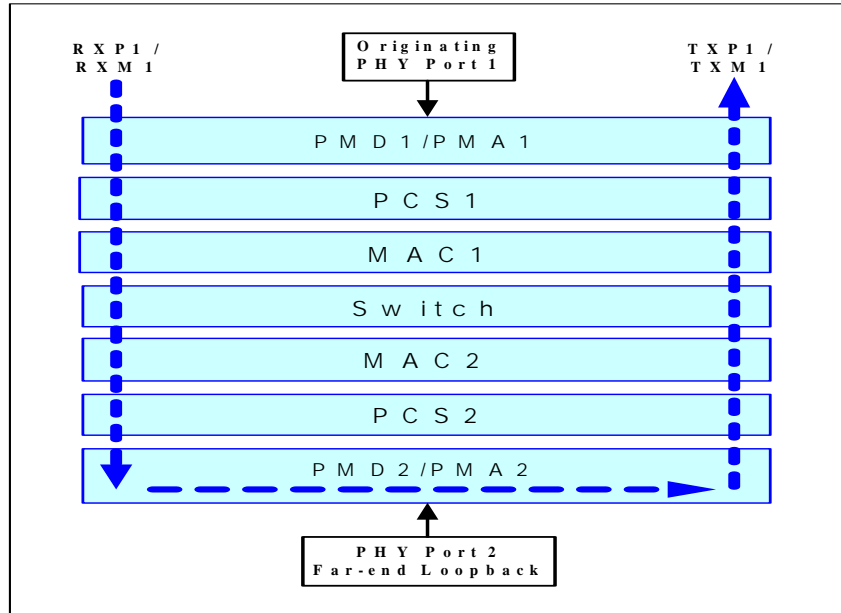 RXP1 /
RXM1
Originating
PHY Port 1
TXP1/
TXM1
PMD1/PMA1
PCS1
MAC1
Switch
MAC2
PCS2
PMD2/PMA2
PHY Port 2
Far-end Loopback